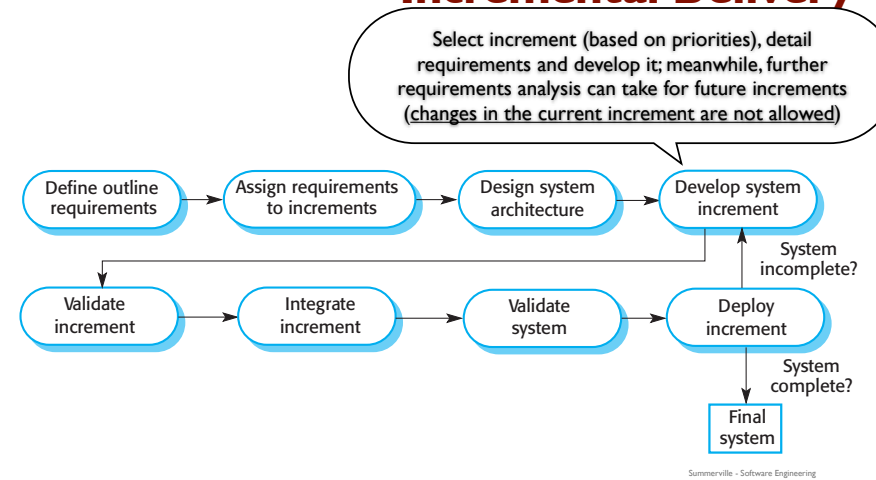 Incremental Delivery
Select increment (based on priorities), detail
requirements and develop it; meanwhile, further
requirements analysis can take for future increments
(changes in the current increment are not allowed)
Define outline
requirements
Assign requirements
to increments
Design system
architecture
Develop system
increment
System
incomplete?
Validate
increment
Integrate
increment
Validate
system
Deploy
increment
System
complete?
Final
system
Summerville - Software Engineering